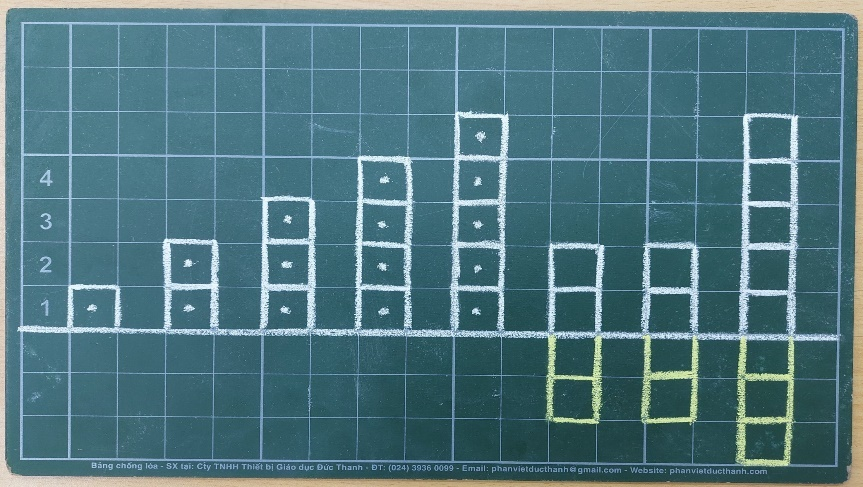 4
3
2
1
Bảng chống lóa - SX tại: Cty TNHH Thiết bị Giáo dục Đức Thanh - ĐT: (024) 3936 0099 - Email: phanvietducthanh@gmail.com - Website: phanvietducthanh.com